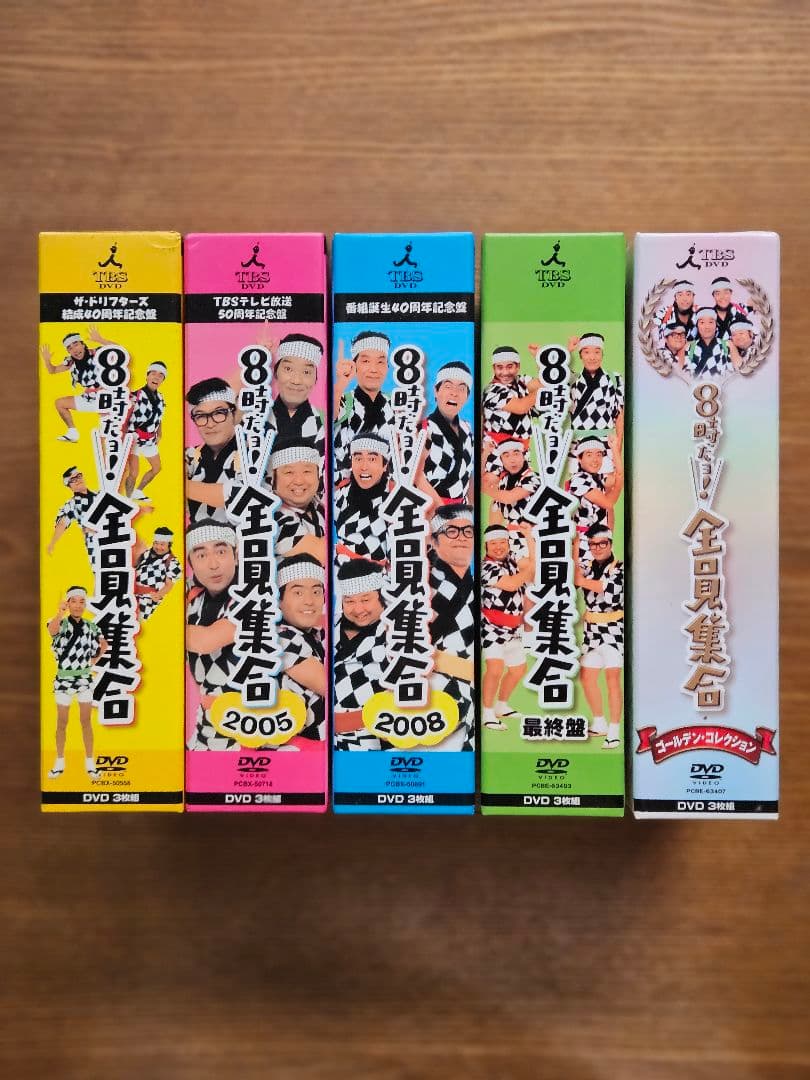 TBS
DVD
ザ・ドリフターズ
結成40周年記念盤
8時だョ!全員集合
DVD
VIDEO
DVD 3枚組
TBS
DVD
TBSテレビ放送
50周年記念盤
8時だョ!全員集合
2005
DVD
VIDEO
PCBX-50714
DVD 3枚組
TBS
DVD
番組誕生40周年記念盤
8時だョ!全員集合
2008
DVD
VIDEO
DVD 3枚組
TBS
DVD
8時だョ!全員集合
最終盤
DVD
VIDEO
DVD 3枚組
TBS
DVD
8時だョ!全員集合
ゴールデン・コレクション
DVD
VIDEO
PCBE-63407
DVD 3枚組